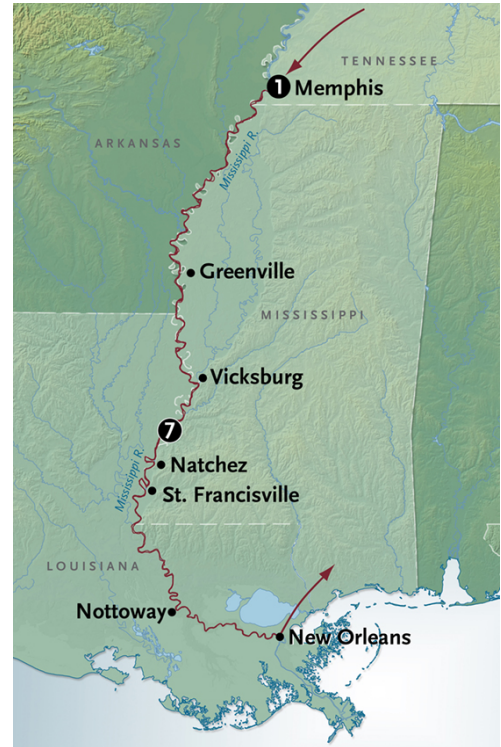 TENNESSEE
1 Memphis
ARKANSAS
Mississippi R.
Greenville
MISSISSIPPI
Vicksburg
7
Natchez
Mississippi R.
St. Francisville
LOUISIANA
Nottoway
New Orleans